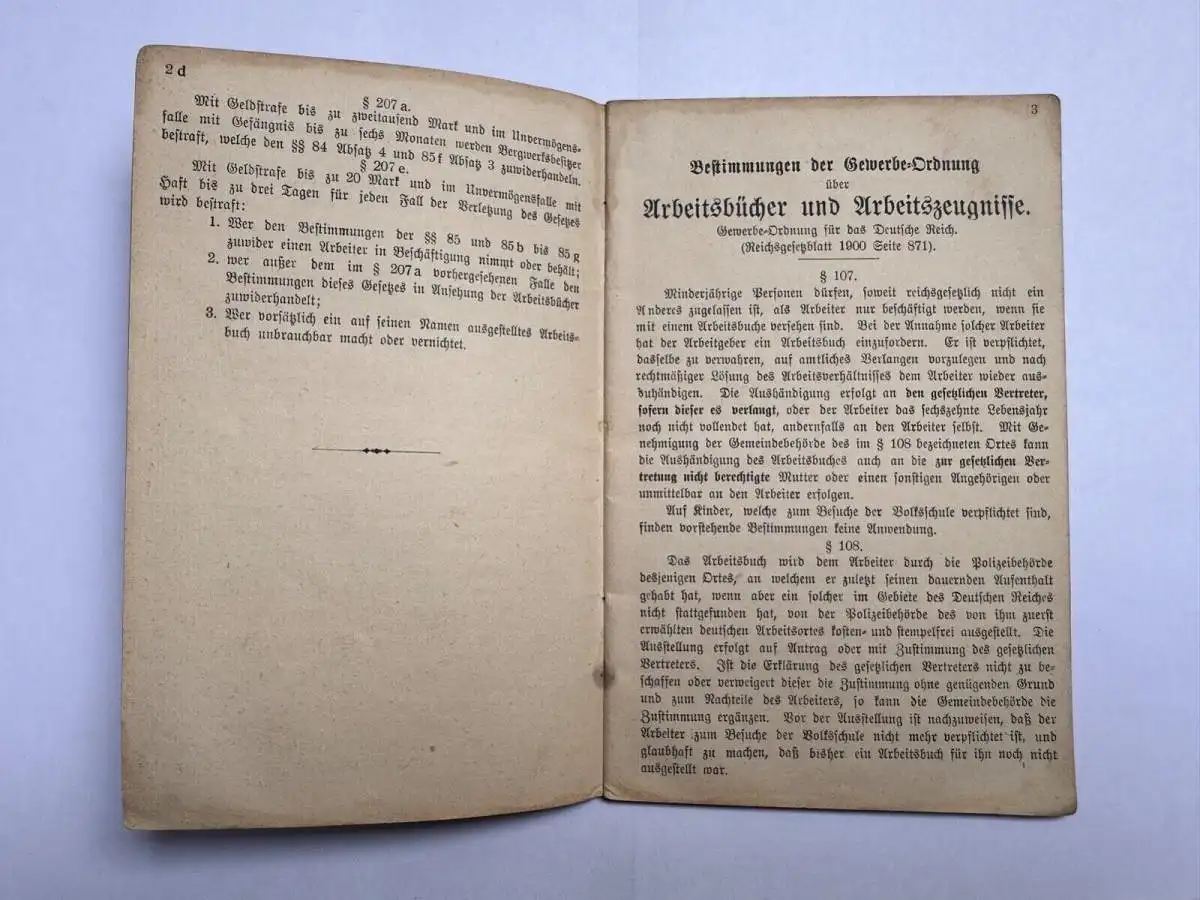 2 d
§ 207 a.
Mit Geldstrafe bis zu zweitausend Mark und im Unvermögens-
falle mit Gefängnis bis zu sechs Monaten werden Bergwerksbesitzer
bestraft, welche den §§ 84 Absatz 4 und 85 f Absatz 3 zuwiderhandeln.
§ 207 e.
Mit Geldstrafe bis zu 20 Mark und im Unvermögensfalle mit
Haft bis zu drei Tagen für jeden Fall der Verletzung des Gesetzes
wird bestraft:
1. Wer den Bestimmungen der §§ 85 und 85 b bis 85 g
zuwider einen Arbeiter in Beschäftigung nimmt oder behält;
2. wer außer dem im § 207 a vorhergesehenen Falle den
Bestimmungen dieses Gesetzes in Ansehung der Arbeitsbücher
zuwiderhandelt;
3. Wer vorsätzlich ein auf seinen Namen ausgestelltes Arbeits-
buch unbrauchbar macht oder vernichtet.
3
Bestimmungen der Gewerbe-Ordnung
über
Arbeitsbücher und Arbeitszeugnisse.
Gewerbe-Ordnung für das Deutsche Reich.
(Reichsgesetzblatt 1900 Seite 871).
§ 107.
Minderjährige Personen dürfen, soweit reichsgesetzlich nicht ein
Anderes zugelassen ist, als Arbeiter nur beschäftigt werden, wenn sie
mit einem Arbeitsbuche versehen sind. Bei der Annahme solcher Arbeiter
hat der Arbeitgeber ein Arbeitsbuch einzufordern. Er ist verpflichtet,
dasselbe zu verwahren, auf amtliches Verlangen vorzulegen und nach
rechtmäßiger Lösung des Arbeitsverhältnisses dem Arbeiter wieder aus-
zuhändigen. Die Aushändigung erfolgt an den gesetzlichen Vertreter,
sofern dieser es verlangt, oder der Arbeiter das sechszehnte Lebensjahr
noch nicht vollendet hat, andernfalls an den Arbeiter selbst. Mit Ge-
nehmigung der Gemeindebehörde des im § 108 bezeichneten Ortes kann
die Aushändigung des Arbeitsbuches auch an die zur gesetzlichen Ver-
tretung nicht berechtigte Mutter oder einen sonstigen Angehörigen oder
unmittelbar an den Arbeiter erfolgen.
Auf Kinder, welche zum Besuche der Volksschule verpflichtet sind,
finden vorstehende Bestimmungen keine Anwendung.
§ 108.
Das Arbeitsbuch wird dem Arbeiter durch die Polizeibehörde
desjenigen Ortes, an welchem er zuletzt seinen dauernden Aufenthalt
gehabt hat, wenn aber ein solcher im Gebiete des Deutschen Reiches
nicht stattgefunden hat, von der Polizeibehörde des von ihm zuerst
erwählten deutschen Arbeitsortes kosten- und stempelfrei ausgestellt. Die
Ausstellung erfolgt auf Antrag oder mit Zustimmung des gesetzlichen
Vertreters. Ist die Erklärung des gesetzlichen Vertreters nicht zu be-
schaffen oder verweigert dieser die Zustimmung ohne genügenden Grund
und zum Nachteile des Arbeiters, so kann die Gemeindebehörde die
Zustimmung ergänzen. Vor der Ausstellung ist nachzuweisen, daß der
Arbeiter zum Besuche der Volksschule nicht mehr verpflichtet ist, und
glaubhaft zu machen, daß bisher ein Arbeitsbuch für ihn noch nicht
ausgestellt war.